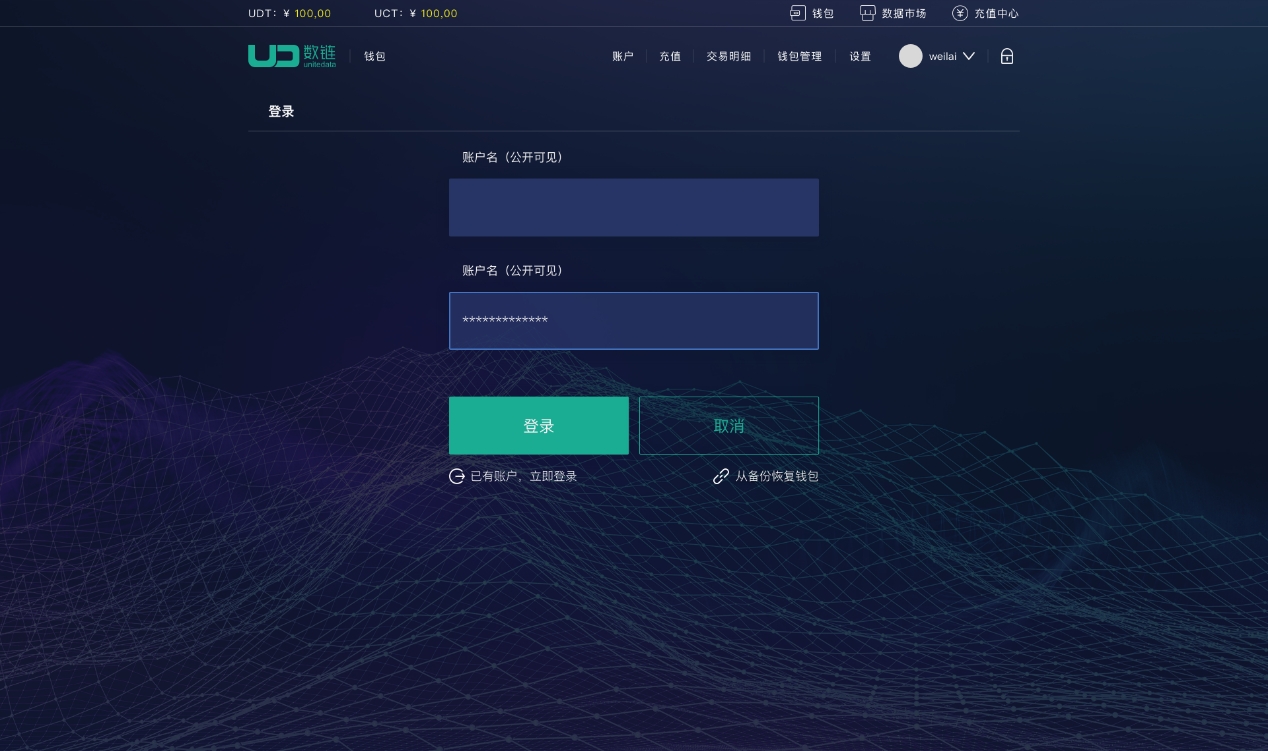 UDT：¥ 100,00 UCT：¥ 100,00 钱包 数据市场 充值中心
数链 unitedata 钱包 账户 充值 交易明细 钱包管理 设置 weilai
登录
账户名（公开可见）
账户名（公开可见）
*************
登录 取消
已有账户，立即登录 从备份恢复钱包